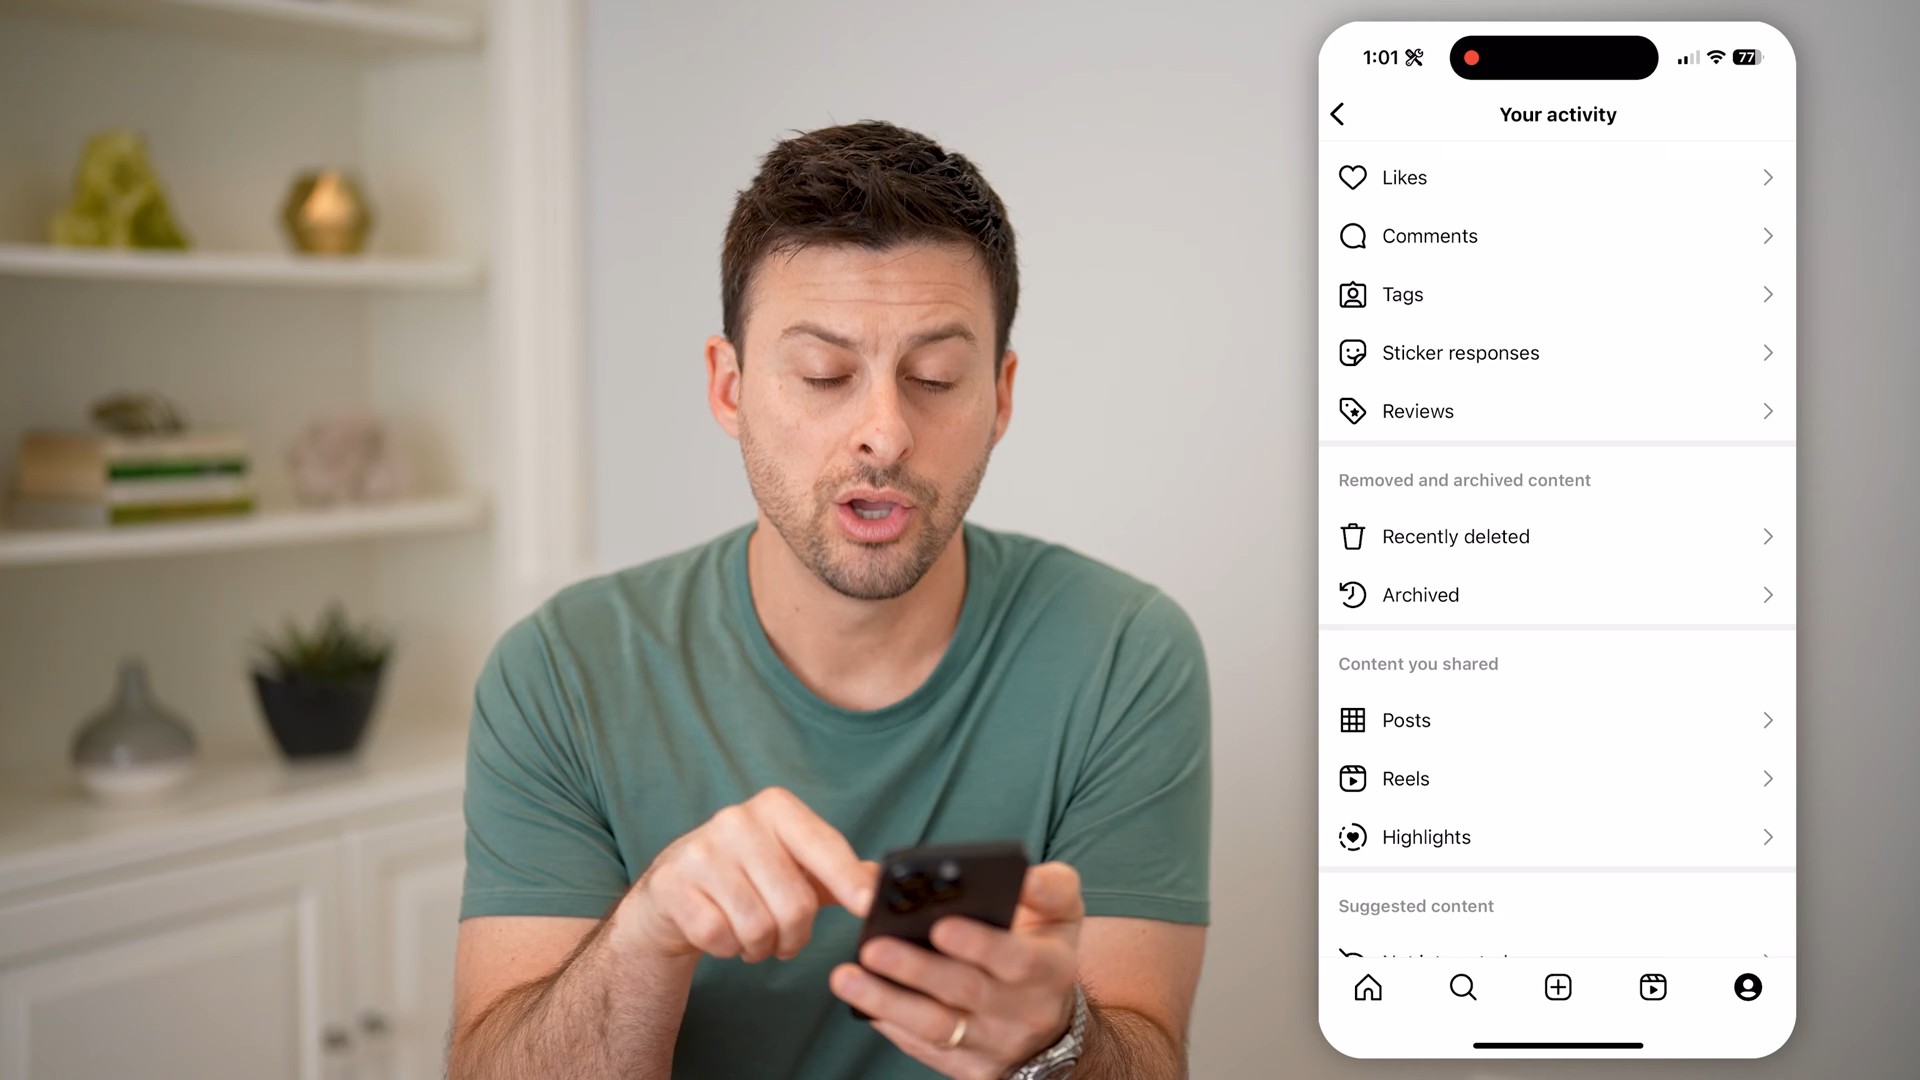 1:01
77
Your activity
Likes
Comments
Tags
Sticker responses
Reviews
Removed and archived content
Recently deleted
Archived
Content you shared
Posts
Reels
Highlights
Suggested content